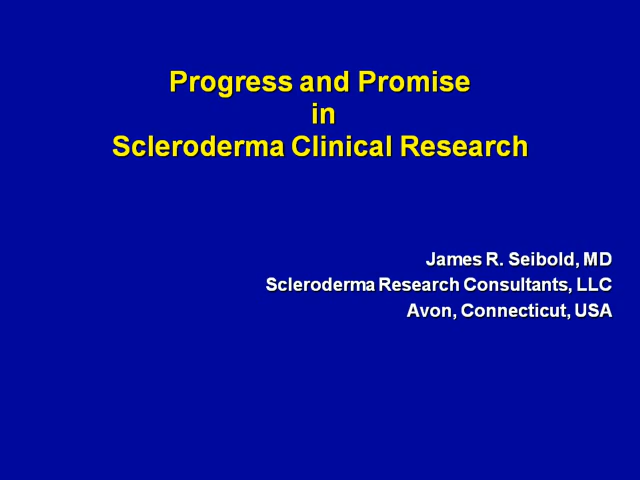 Progress and Promise
in
Scleroderma Clinical Research
James R. Seibold, MD
Scleroderma Research Consultants, LLC
Avon, Connecticut, USA